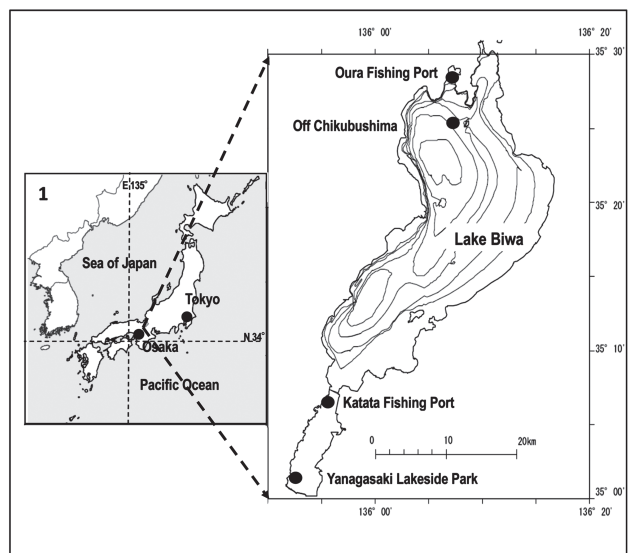 136° 00′
136° 20′
35° 30′
Oura Fishing Port
Off Chikubushima
1
E 135°
35° 20′
Lake Biwa
Sea of Japan
Tokyo
N 34°
Osaka
35° 10′
Pacific Ocean
Katata Fishing Port
0 10 20km
Yanagasaki Lakeside Park
35° 00′
136° 00′
136° 20′